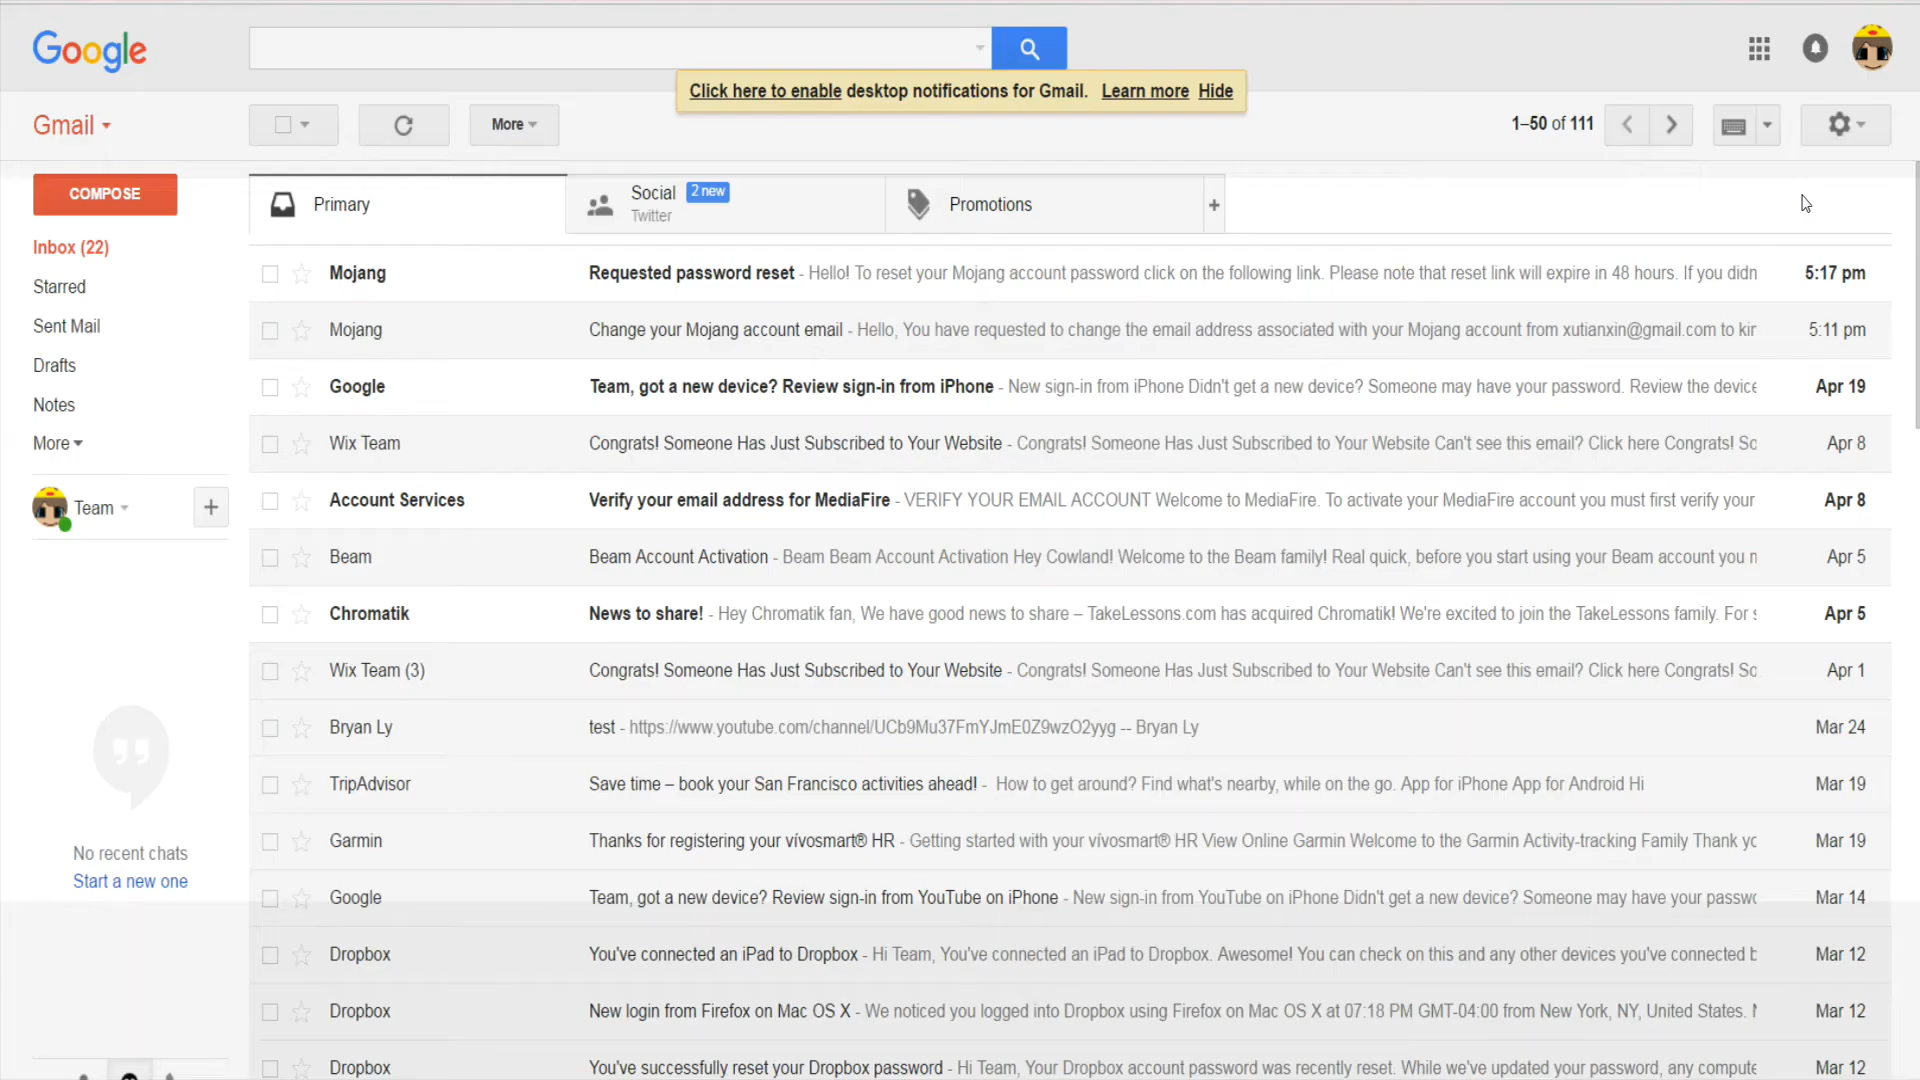 Google
Click here to enable desktop notifications for Gmail. Learn more Hide
Gmail
More
1–50 of 111
COMPOSE
Primary
Social 2 new
Twitter
Promotions
+
Inbox (22)
Starred
Sent Mail
Drafts
Notes
More
Team
+
No recent chats
Start a new one
Mojang Requested password reset - Hello! To reset your Mojang account password click on the following link. Please note that reset link will expire in 48 hours. If you didn 5:17 pm
Mojang Change your Mojang account email - Hello, You have requested to change the email address associated with your Mojang account from xutianxin@gmail.com to kir 5:11 pm
Google Team, got a new device? Review sign-in from iPhone - New sign-in from iPhone Didn't get a new device? Someone may have your password. Review the device Apr 19
Wix Team Congrats! Someone Has Just Subscribed to Your Website - Congrats! Someone Has Just Subscribed to Your Website Can't see this email? Click here Congrats! So Apr 8
Account Services Verify your email address for MediaFire - VERIFY YOUR EMAIL ACCOUNT Welcome to MediaFire. To activate your MediaFire account you must first verify your Apr 8
Beam Beam Account Activation - Beam Beam Account Activation Hey Cowland! Welcome to the Beam family! Real quick, before you start using your Beam account you Apr 5
Chromatik News to share! - Hey Chromatik fan, We have good news to share – TakeLessons.com has acquired Chromatik! We're excited to join the TakeLessons family. For Apr 5
Wix Team (3) Congrats! Someone Has Just Subscribed to Your Website - Congrats! Someone Has Just Subscribed to Your Website Can't see this email? Click here Congrats! So Apr 1
Bryan Ly test - https://www.youtube.com/channel/UCb9Mu37FmYJmE0Z9wzO2yyg -- Bryan Ly Mar 24
TripAdvisor Save time – book your San Francisco activities ahead! - How to get around? Find what's nearby, while on the go. App for iPhone App for Android Hi Mar 19
Garmin Thanks for registering your vívosmart® HR - Getting started with your vívosmart® HR View Online Garmin Welcome to the Garmin Activity-tracking Family Thank yo Mar 19
Google Team, got a new device? Review sign-in from YouTube on iPhone - New sign-in from YouTube on iPhone Didn't get a new device? Someone may have your passwo Mar 14
Dropbox You've connected an iPad to Dropbox - Hi Team, You've connected an iPad to Dropbox. Awesome! You can check on this and any other devices you've connected Mar 12
Dropbox New login from Firefox on Mac OS X - We noticed you logged into Dropbox using Firefox on Mac OS X at 07:18 PM GMT-04:00 from New York, NY, United States. Mar 12
Dropbox You've successfully reset your Dropbox password - Hi Team, Your Dropbox account password was recently reset. While we've updated your password, any compute Mar 12